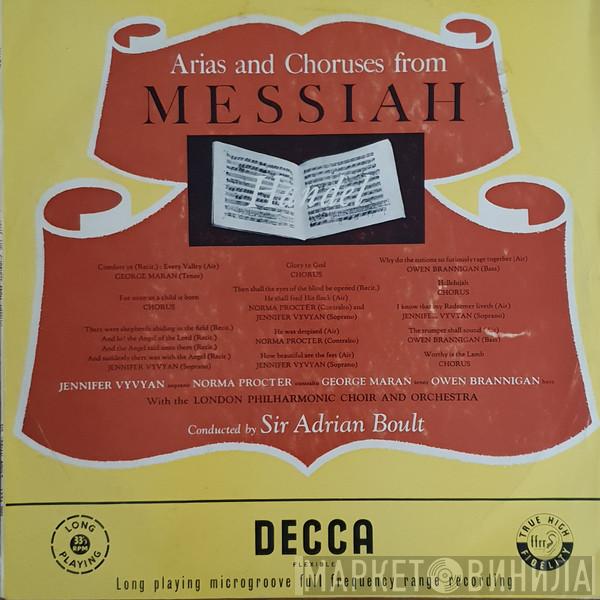 Arias and Choruses from
MESSIAH
Handel
Comfort ye (Recit.) : Every Valley (Air)
GEORGE MARAN (Tenor)
For unto us a child is born
CHORUS
There were shepherds abiding in the field (Recit.)
And lo! the Angel of the Lord (Recit.)
And the Angel said unto them (Recit.)
And suddenly there was with the Angel (Recit.)
JENNIFER VYVYAN (Soprano)
Glory to God
CHORUS
Then shall the eyes of the blind be opened (Recit.)
He shall feed His flock (Air)
NORMA PROCTER (Contralto) and
JENNIFER VYVYAN (Soprano)
He was despised (Air)
NORMA PROCTER (Contralto)
How beautiful are the feet (Air)
JENNIFER VYVYAN (Soprano)
Why do the nations so furiously rage together (Air)
OWEN BRANNIGAN (Bass)
Hallelujah
CHORUS
I know that my Redeemer liveth (Air)
JENNIFER VYVYAN (Soprano)
The trumpet shall sound (Air)
OWEN BRANNIGAN (Bass)
Worthy is the Lamb
CHORUS
JENNIFER VYVYAN soprano NORMA PROCTER contralto GEORGE MARAN tenor OWEN BRANNIGAN bass
With the LONDON PHILHARMONIC CHOIR AND ORCHESTRA
Conducted by Sir Adrian Boult
LONG
33⅓
RPM
PLAYING
DECCA
FLEXIBLE
Long playing microgroove full frequency range recording
TRUE HIGH
ffrr
FIDELITY
МАРКЕТ ВИНИЛА